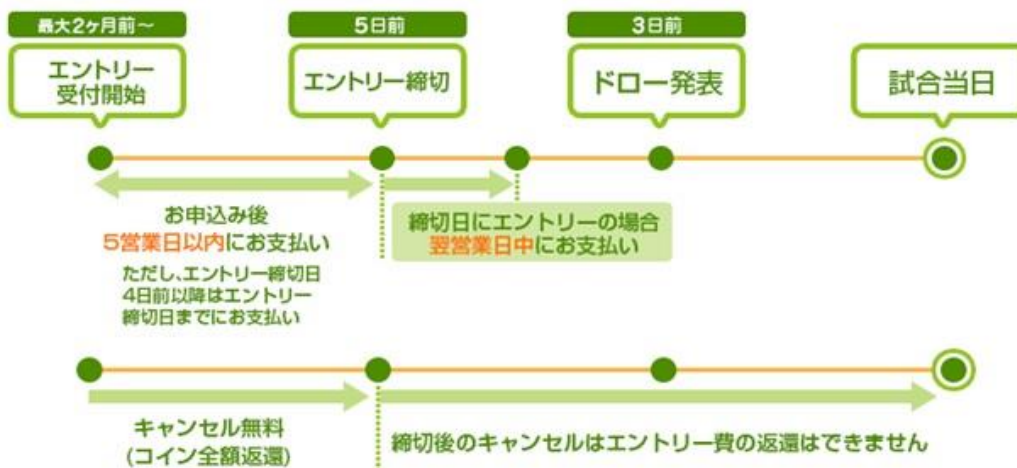 最大2ヶ月前～
5日前
3日前
エントリー
受付開始
エントリー締切
ドロー発表
試合当日
お申込み後
5営業日以内にお支払い
ただし、エントリー締切日
4日前以降はエントリー
締切日までにお支払い
締切日にエントリーの場合
翌営業日中にお支払い
キャンセル無料
(コイン全額返還)
締切後のキャンセルはエントリー費の返還はできません